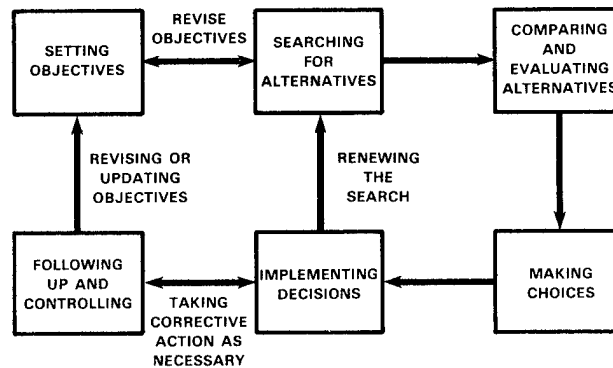 SETTING
OBJECTIVES
REVISE
OBJECTIVES
SEARCHING
FOR
ALTERNATIVES
COMPARING
AND
EVALUATING
ALTERNATIVES
REVISING OR
UPDATING
OBJECTIVES
RENEWING
THE
SEARCH
FOLLOWING
UP AND
CONTROLLING
TAKING
CORRECTIVE
ACTION AS
NECESSARY
IMPLEMENTING
DECISIONS
MAKING
CHOICES